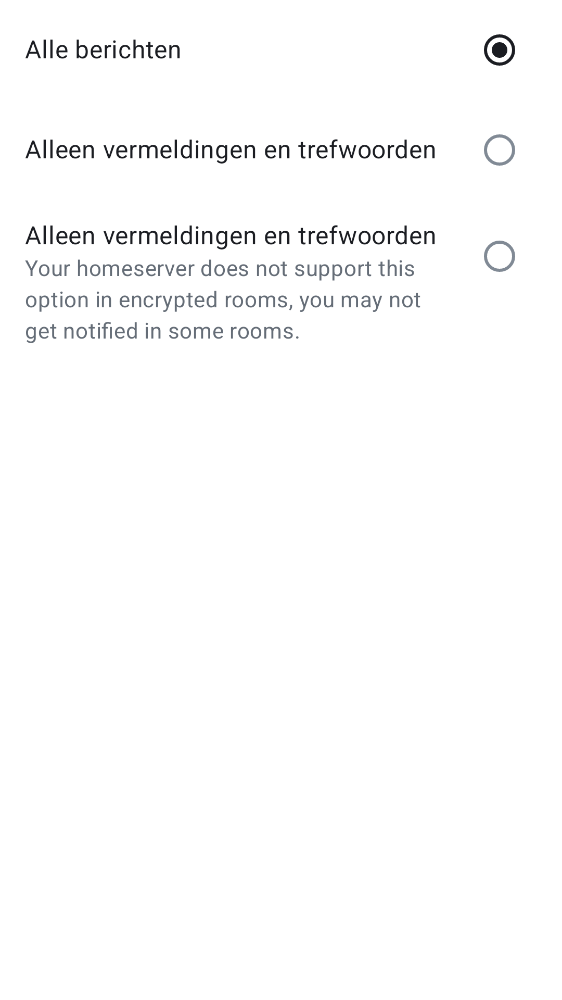 Alle berichten
Alleen vermeldingen en trefwoorden
Alleen vermeldingen en trefwoorden
Your homeserver does not support this
option in encrypted rooms, you may not
get notified in some rooms.